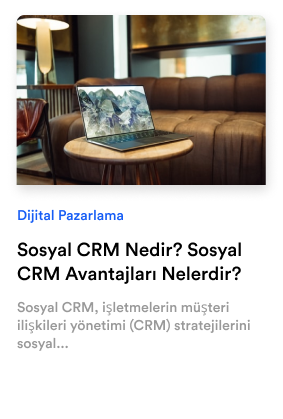 Dijital Pazarlama
Sosyal CRM Nedir? Sosyal
CRM Avantajları Nelerdir?
Sosyal CRM, işletmelerin müşteri
ilişkileri yönetimi (CRM) stratejilerini
sosyal...